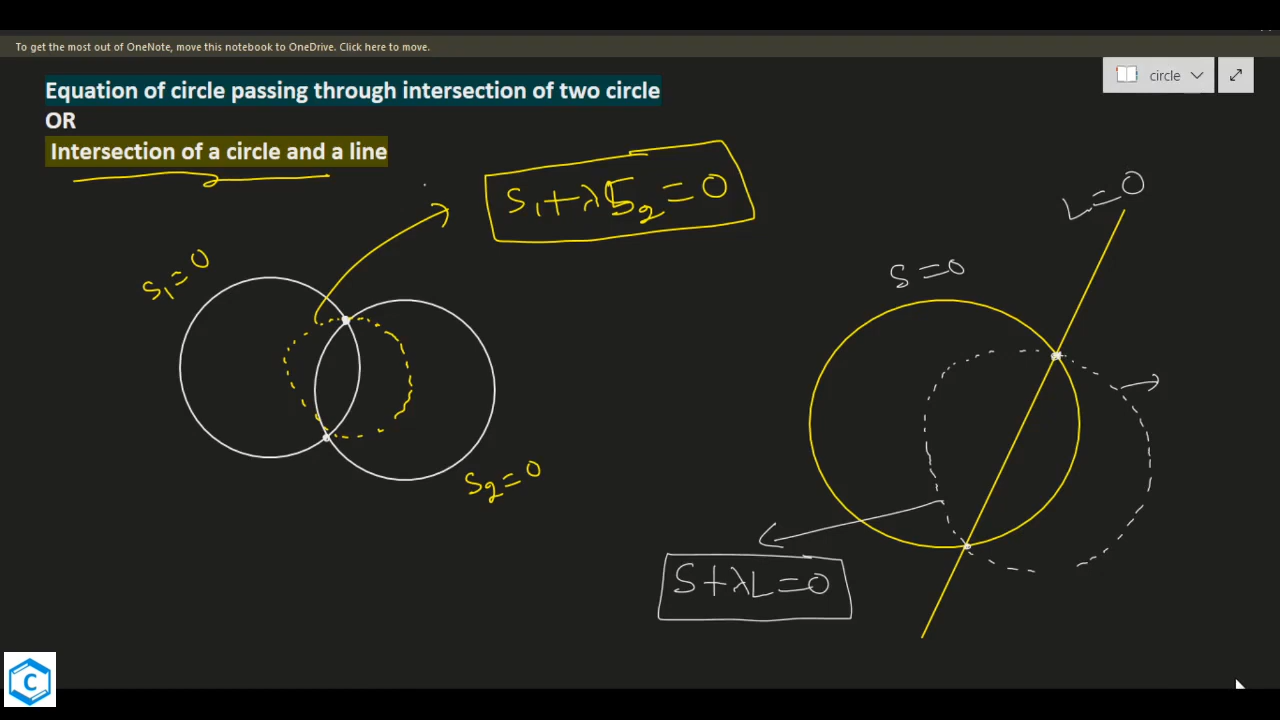 To get the most out of OneNote, move this notebook to OneDrive. Click here to move.
circle
Equation of circle passing through intersection of two circle
OR
Intersection of a circle and a line
S₁+λS₂=0
L=0
S₁=0
S=0
S₂=0
S+λL=0
C